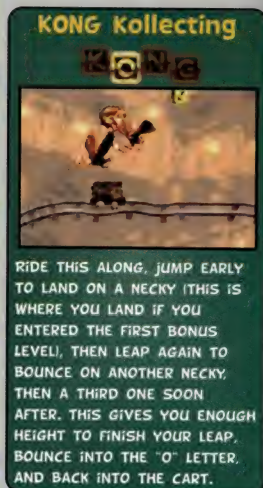 KONG Kollecting
KONG
RIDE THIS ALONG, JUMP EARLY
TO LAND ON A NECKY (THIS IS
WHERE YOU LAND IF YOU
ENTERED THE FIRST BONUS
LEVEL), THEN LEAP AGAIN TO
BOUNCE ON ANOTHER NECKY,
THEN A THIRD ONE SOON
AFTER. THIS GIVES YOU ENOUGH
HEIGHT TO FINISH YOUR LEAP,
BOUNCE INTO THE "O" LETTER,
AND BACK INTO THE CART.